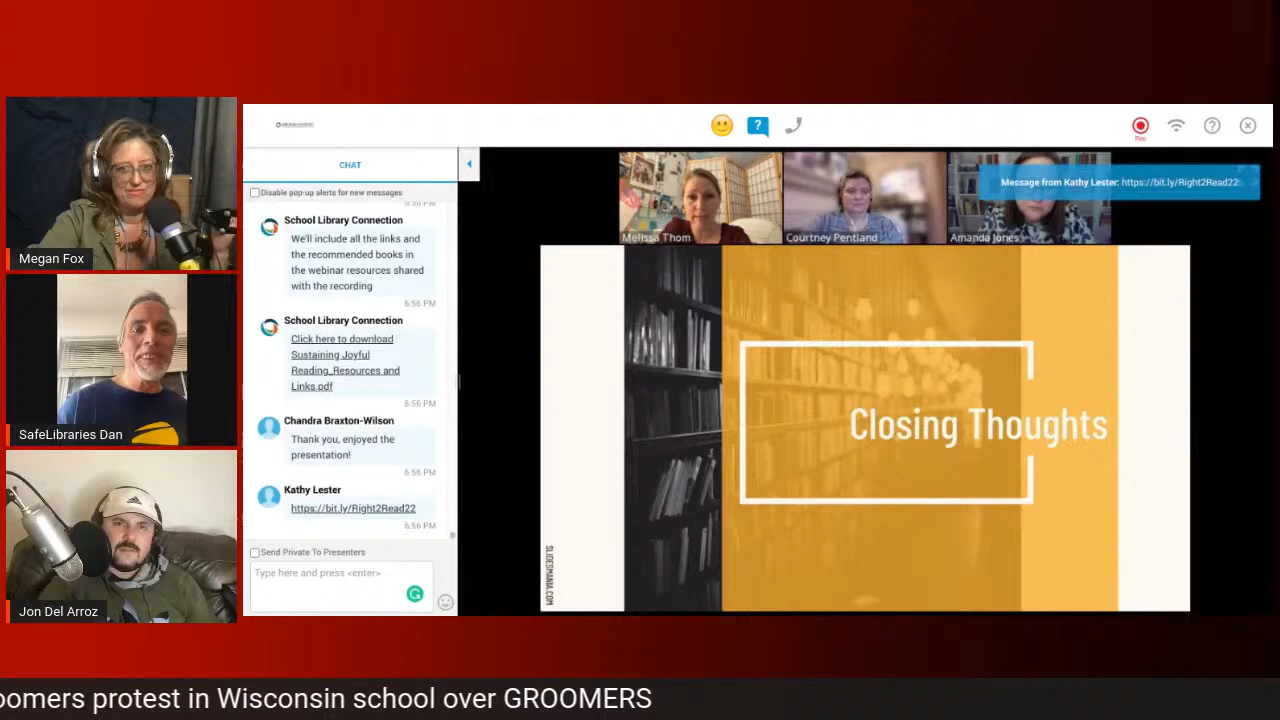 Megan Fox
SafeLibraries Dan
Jon Del Arroz
CHAT
Disable pop-up alerts for new messages
School Library Connection
We'll include all the links and
the recommended books in
the webinar resources shared
with the recording
6:56 PM
School Library Connection
Click here to download
Sustaining Joyful
Reading_Resources and
Links.pdf
6:56 PM
Chandra Braxton-Wilson
Thank you, enjoyed the
presentation!
6:56 PM
Kathy Lester
https://bit.ly/Right2Read22
6:56 PM
Send Private To Presenters
Type here and press <enter>
?
Rec
?
Message from Kathy Lester: https://bit.ly/Right2Read22
Melissa Thom
Courtney Pentland
Amanda Jones
Closing Thoughts
SLIDESMANIA.COM
oomers protest in Wisconsin school over GROOMERS